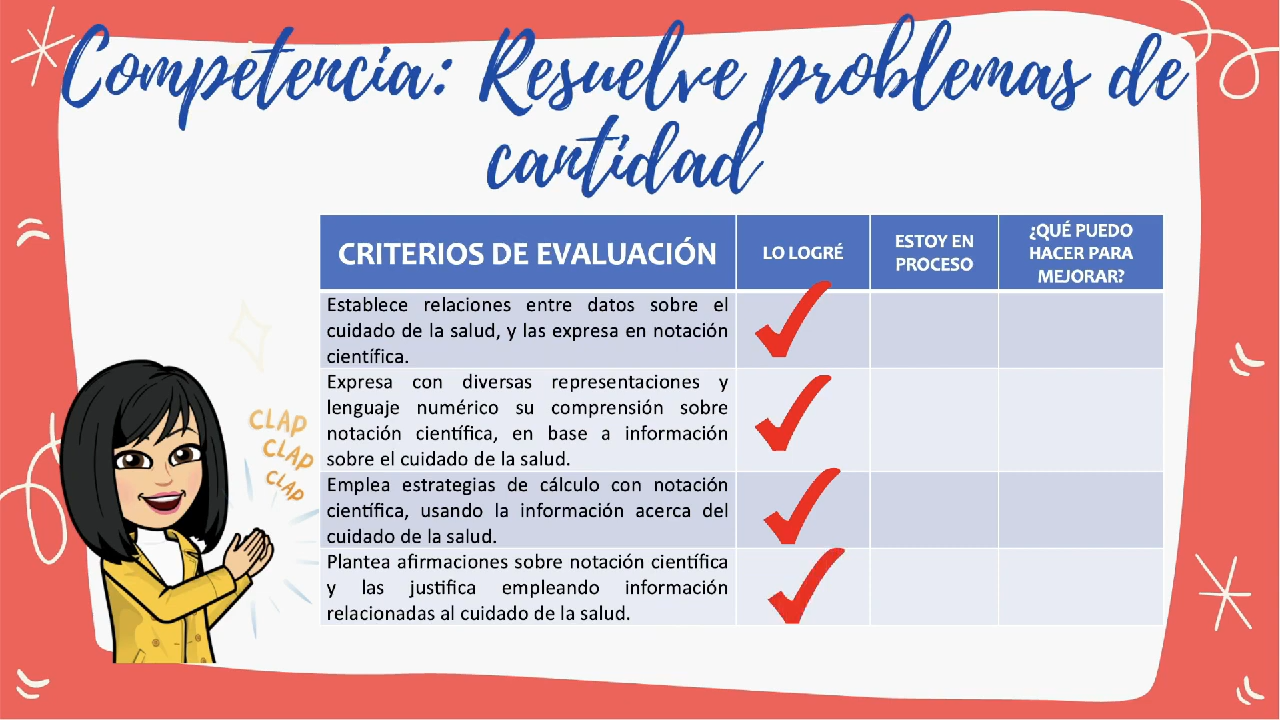 Competencia: Resuelve problemas de
cantidad
CRITERIOS DE EVALUACIÓN
LO LOGRÉ
ESTOY EN
PROCESO
¿QUÉ PUEDO
HACER PARA
MEJORAR?
Establece relaciones entre datos sobre el
cuidado de la salud, y las expresa en notación
científica.
Expresa con diversas representaciones y
lenguaje numérico su comprensión sobre
notación científica, en base a información
sobre el cuidado de la salud.
Emplea estrategias de cálculo con notación
científica, usando la información acerca del
cuidado de la salud.
Plantea afirmaciones sobre notación científica
y las justifica empleando información
relacionadas al cuidado de la salud.
CLAP
CLAP
CLAP